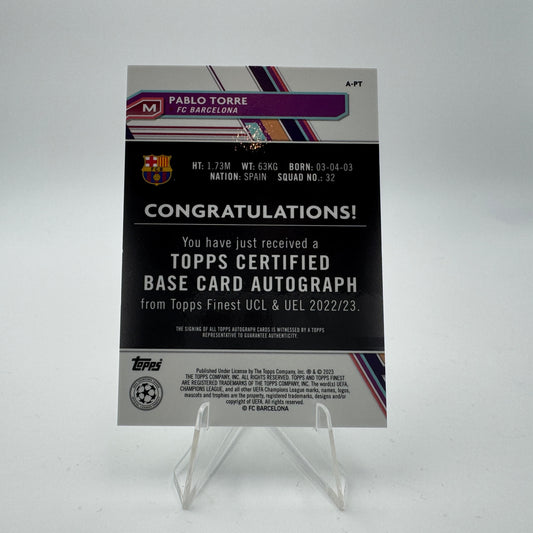 A-PT
M
PABLO TORRE
FC BARCELONA
FCB
HT: 1.73M WT: 63KG BORN: 03-04-03
NATION: SPAIN SQUAD NO.: 32
CONGRATULATIONS!
You have just received a
TOPPS CERTIFIED
BASE CARD AUTOGRAPH
from Topps Finest UCL & UEL 2022/23.
THE SIGNING OF ALL TOPPS AUTOGRAPH CARDS IS WITNESSED BY A TOPPS
REPRESENTATIVE TO GUARANTEE AUTHENTICITY.
Topps
Published Under License by The Topps Company, Inc. ® & © 2023
THE TOPPS COMPANY, INC. ALL RIGHTS RESERVED. TOPPS AND TOPPS FINEST
ARE REGISTERED TRADEMARKS OF THE TOPPS COMPANY, INC. The word(s) UEFA,
CHAMPIONS LEAGUE, and all other UEFA Champions League marks, names, logos,
mascots and trophies are the property, registered trademarks, designs and/or
copyright of UEFA. All rights reserved.
© FC BARCELONA